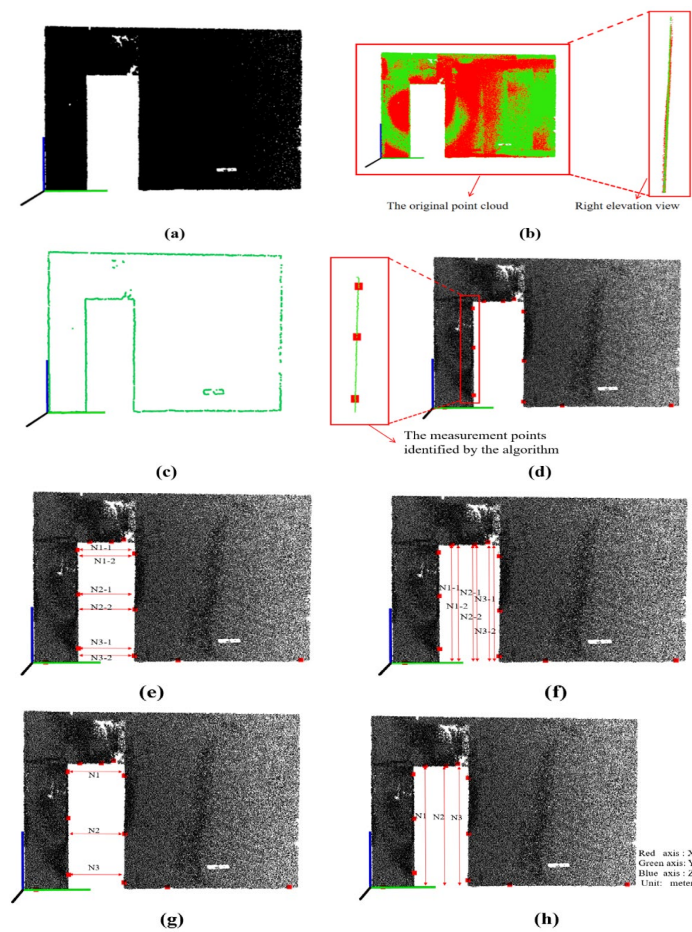 The original point cloud
Right elevation view
(a)
(b)
The measurement points
identified by the algorithm
(c)
(d)
N1-1
N1-2
N2-1
N2-2
N3-1
N3-2
N1-1
N2-1
N1-2
N3-1
N2-2
N3-2
(e)
(f)
N1
N2
N3
N1
N2
N3
Red axis : X
Green axis: Y
Blue axis : Z
Unit: meter
(g)
(h)